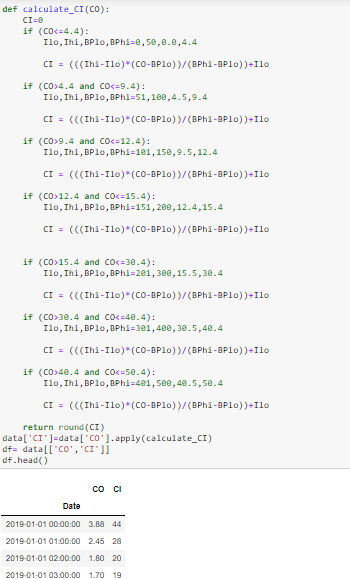 def calculate_CI(CO):
    CI=0
    if (CO<=4.4):
        Ilo,Ihi,BPlo,BPhi=0,50,0.0,4.4
        CI = (((Ihi-Ilo)*(CO-BPlo))/(BPhi-BPlo))+Ilo
    if (CO>4.4 and CO<=9.4):
        Ilo,Ihi,BPlo,BPhi=51,100,4.5,9.4
        CI = (((Ihi-Ilo)*(CO-BPlo))/(BPhi-BPlo))+Ilo
    if (CO>9.4 and CO<=12.4):
        Ilo,Ihi,BPlo,BPhi=101,150,9.5,12.4
        CI = (((Ihi-Ilo)*(CO-BPlo))/(BPhi-BPlo))+Ilo
    if (CO>12.4 and CO<=15.4):
        Ilo,Ihi,BPlo,BPhi=151,200,12.4,15.4
        CI = (((Ihi-Ilo)*(CO-BPlo))/(BPhi-BPlo))+Ilo
    if (CO>15.4 and CO<=30.4):
        Ilo,Ihi,BPlo,BPhi=201,300,15.5,30.4
        CI = (((Ihi-Ilo)*(CO-BPlo))/(BPhi-BPlo))+Ilo
    if (CO>30.4 and CO<=40.4):
        Ilo,Ihi,BPlo,BPhi=301,400,30.5,40.4
        CI = (((Ihi-Ilo)*(CO-BPlo))/(BPhi-BPlo))+Ilo
    if (CO>40.4 and CO<=50.4):
        Ilo,Ihi,BPlo,BPhi=401,500,40.5,50.4
        CI = (((Ihi-Ilo)*(CO-BPlo))/(BPhi-BPlo))+Ilo
    return round(CI)
data['CI']=data['CO'].apply(calculate_CI)
df= data[['CO','CI']]
df.head()
CO CI
Date
2019-01-01 00:00:00 3.88 44
2019-01-01 01:00:00 2.45 28
2019-01-01 02:00:00 1.80 20
2019-01-01 03:00:00 1.70 19